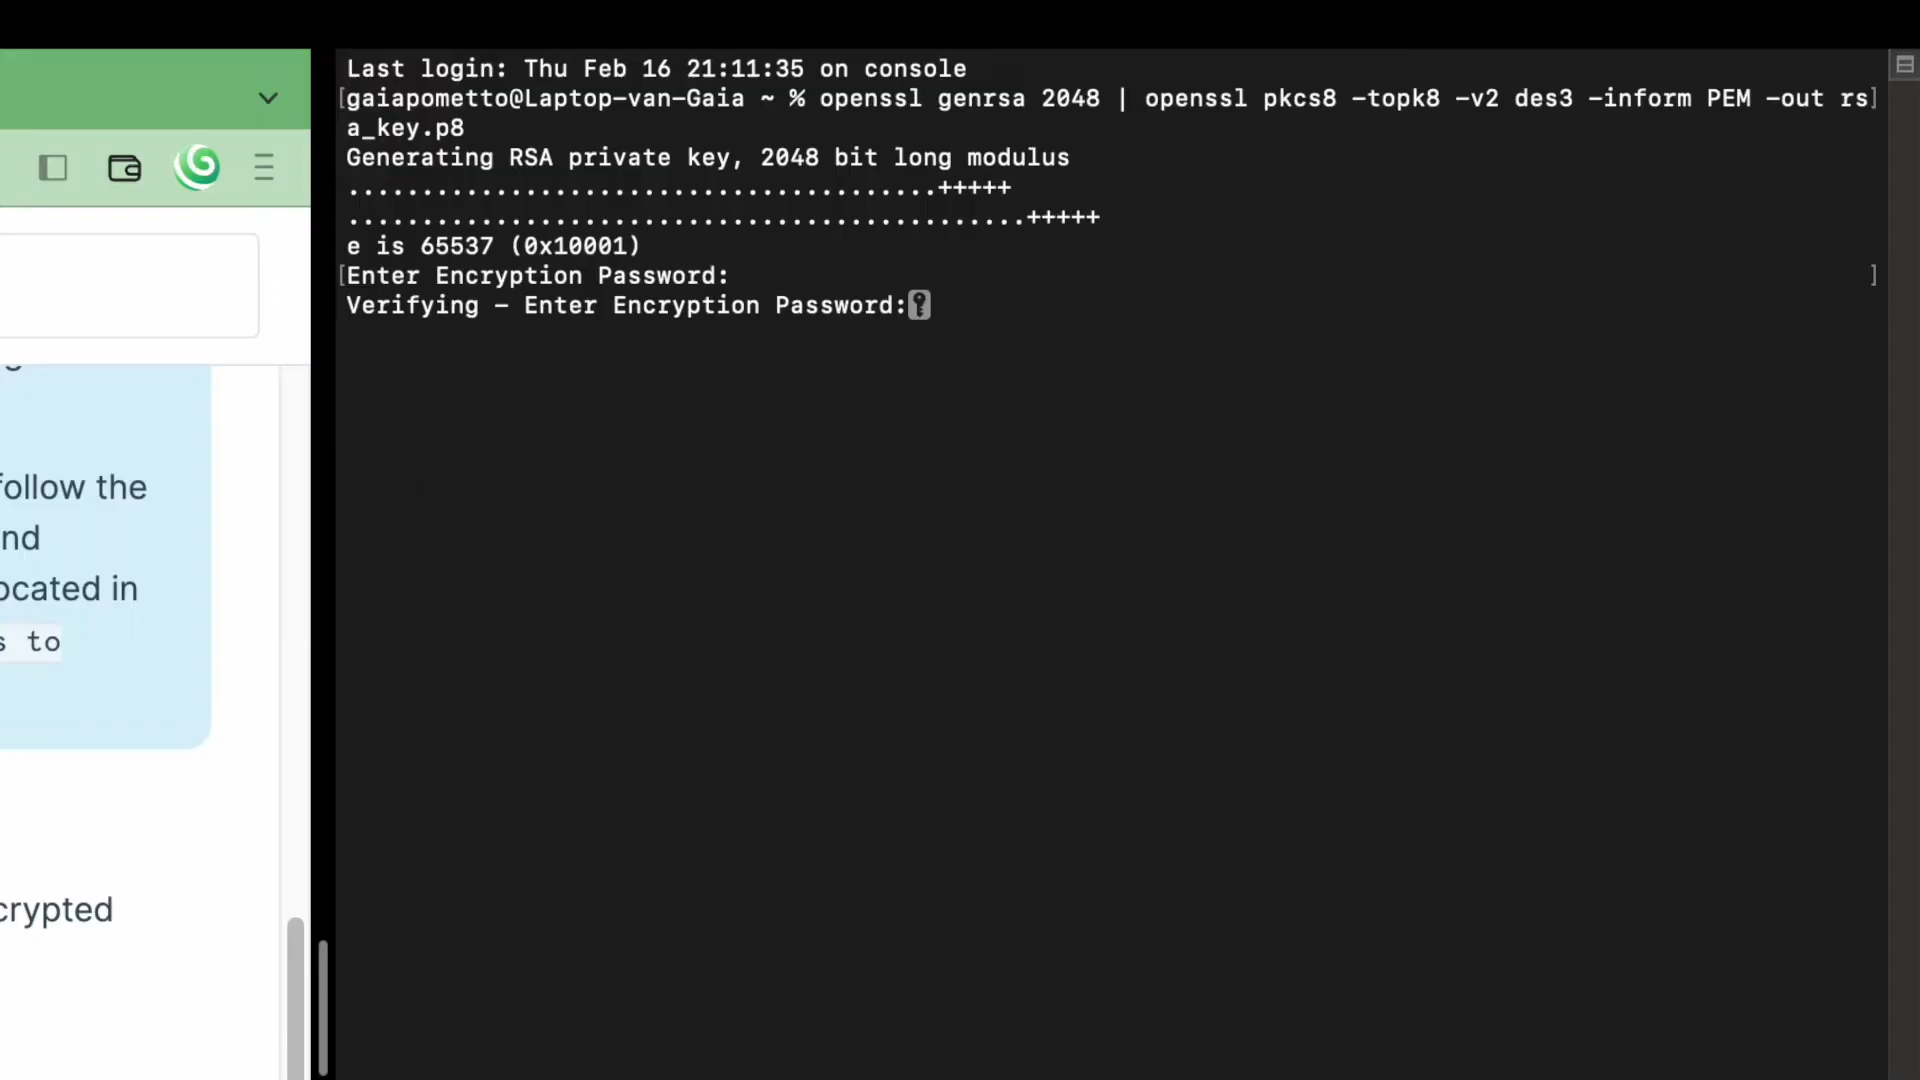 Last login: Thu Feb 16 21:11:35 on console
[gaiapometto@Laptop-van-Gaia ~ % openssl genrsa 2048 | openssl pkcs8 -topk8 -v2 des3 -inform PEM -out rs]
a_key.p8
Generating RSA private key, 2048 bit long modulus
........................................+++++
..............................................+++++
e is 65537 (0x10001)
[Enter Encryption Password: ]
Verifying - Enter Encryption Password:
follow the
nd
ocated in
s to
crypted